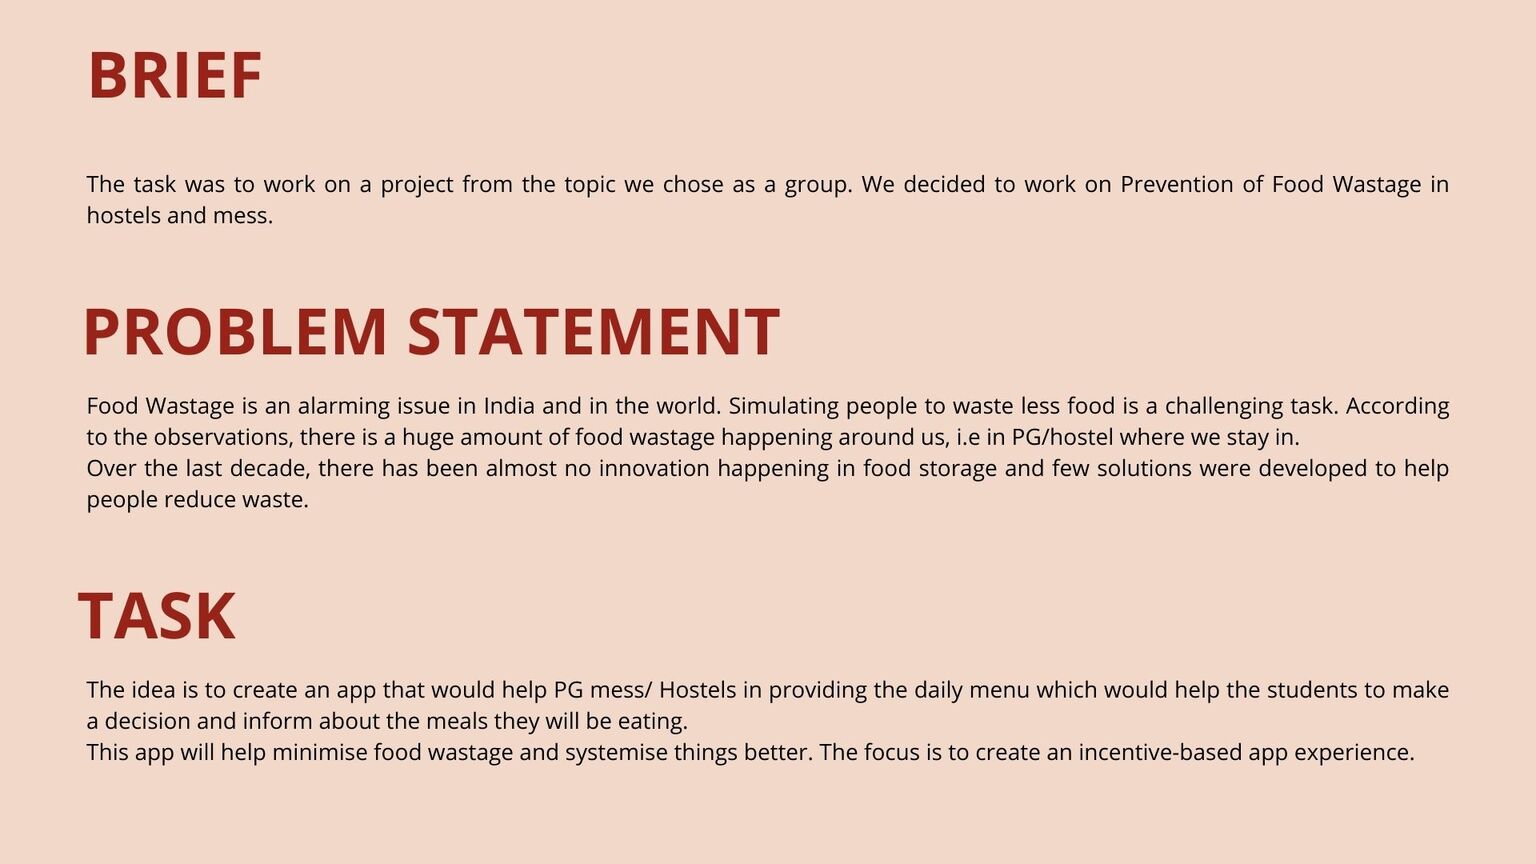 BRIEF
The task was to work on a project from the topic we chose as a group. We decided to work on Prevention of Food Wastage in
hostels and mess.
PROBLEM STATEMENT
Food Wastage is an alarming issue in India and in the world. Simulating people to waste less food is a challenging task. According
to the observations, there is a huge amount of food wastage happening around us, i.e in PG/hostel where we stay in.
Over the last decade, there has been almost no innovation happening in food storage and few solutions were developed to help
people reduce waste.
TASK
The idea is to create an app that would help PG mess/ Hostels in providing the daily menu which would help the students to make
a decision and inform about the meals they will be eating.
This app will help minimise food wastage and systemise things better. The focus is to create an incentive-based app experience.